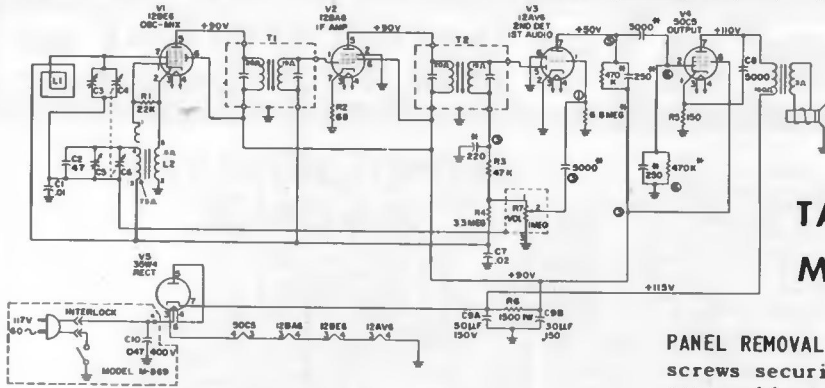 V1
12BE6
OSC-MIX
+90V
T1
V2
12BA6
IF AMP
+90V
T2
V3
12AV6
2ND DET
1ST AUDIO
+50V
5000*
V4
50C5
OUTPUT
+110V
L1
C3
C4
R1
22K
L2
C2
47
C5
C6
C1
.01
R2
68
220
R3
47K
R4
3.3MEG
C7
.02
R7
VOL
1MEG
5000*
6.8MEG
470
K
250
250
470K*
R5
150
C8
5000
V5
35W4
RECT
+90V
+115V
R6
1500 1W
C9A
50µF
150V
C9B
30µF
150
117V
60~
INTERLOCK
C10
.047
400V
MODEL M-869
50C5
12BA6
12BE6
12AV6
TA
M
PANEL REMOVAL
screws securi